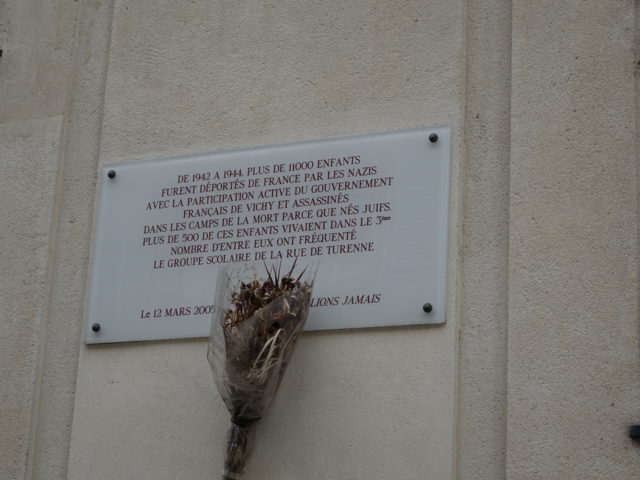 DE 1942 A 1944, PLUS DE 11000 ENFANTS
FURENT DÉPORTÉS DE FRANCE PAR LES NAZIS
AVEC LA PARTICIPATION ACTIVE DU GOUVERNEMENT
FRANÇAIS DE VICHY ET ASSASSINÉS
DANS LES CAMPS DE LA MORT PARCE QUE NÉS JUIFS.
PLUS DE 500 DE CES ENFANTS VIVAIENT DANS LE 3ème
NOMBRE D'ENTRE EUX ONT FRÉQUENTÉ
LE GROUPE SCOLAIRE DE LA RUE DE TURENNE
LE 12 MARS 2005 LIONS JAMAIS